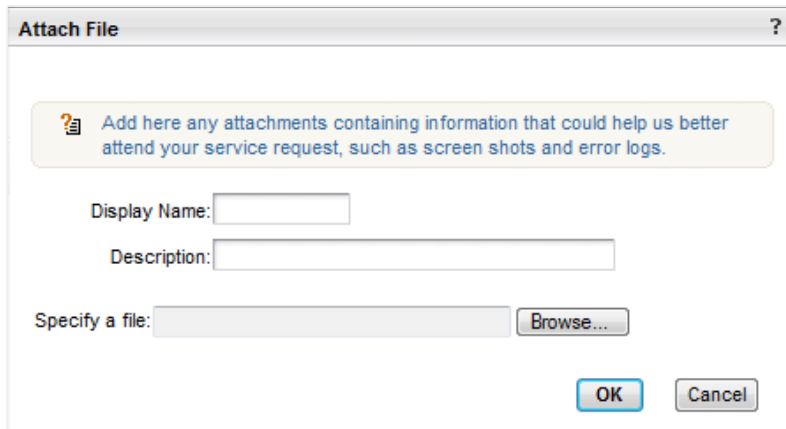 Attach File ?
Add here any attachments containing information that could help us better
attend your service request, such as screen shots and error logs.
Display Name:
Description:
Specify a file: Browse...
OK Cancel